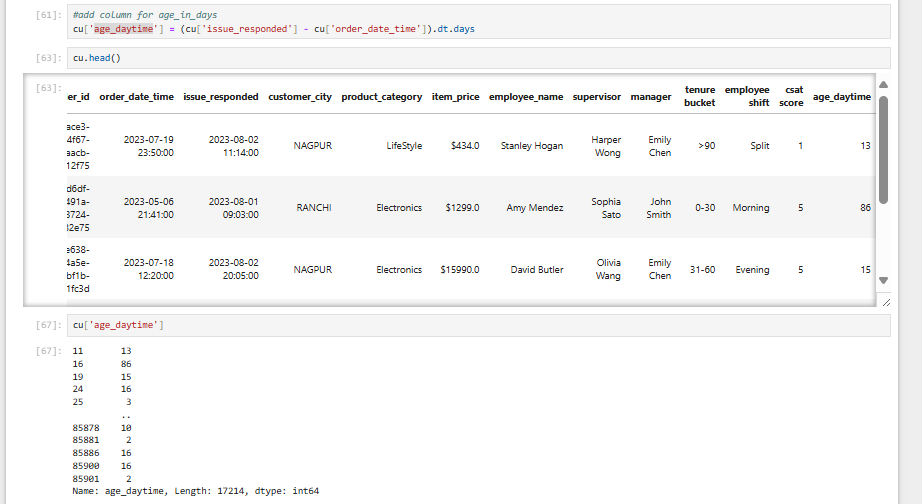 [61]: #add column for age_in_days
cu['age_daytime'] = (cu['issue_responded'] - cu['order_date_time']).dt.days
[63]: cu.head()
[63]:
er_id order_date_time issue_responded customer_city product_category item_price employee_name supervisor manager tenure bucket employee shift csat score age_daytime
ace3-
4f67- 2023-07-19 2023-08-02 NAGPUR LifeStyle $434.0 Stanley Hogan Harper Emily >90 Split 1 13
aacb- 23:50:00 11:14:00 Wong Chen
12f75
d6df-
491a- 2023-05-06 2023-08-01 RANCHI Electronics $1299.0 Amy Mendez Sophia John 0-30 Morning 5 86
3724- 21:41:00 09:03:00 Sato Smith
2e75
e638-
4a5e- 2023-07-18 2023-08-02 NAGPUR Electronics $15990.0 David Butler Olivia Emily 31-60 Evening 5 15
bf1b- 12:20:00 20:05:00 Wang Chen
1fc3d
[67]: cu['age_daytime']
[67]: 11 13
16 86
19 15
24 16
25 3
..
85878 10
85881 2
85886 16
85900 16
85901 2
Name: age_daytime, Length: 17214, dtype: int64